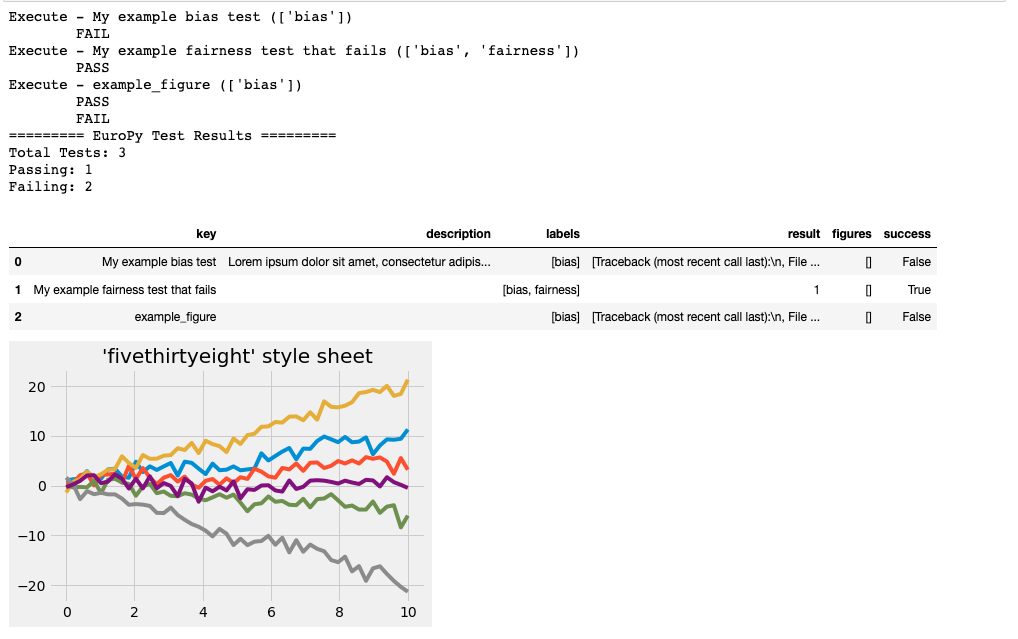 Execute - My example bias test (['bias'])
FAIL
Execute - My example fairness test that fails (['bias', 'fairness'])
PASS
Execute - example_figure (['bias'])
PASS
FAIL
========= EuroPy Test Results =========
Total Tests: 3
Passing: 1
Failing: 2
key description labels result figures success
0 My example bias test Lorem ipsum dolor sit amet, consectetur adipis... [bias] [Traceback (most recent call last):\n, File ... [] False
1 My example fairness test that fails [bias, fairness] 1 [] True
2 example_figure [bias] [Traceback (most recent call last):\n, File ... [] False
'fivethirtyeight' style sheet
20
10
0
−10
−20
0 2 4 6 8 10